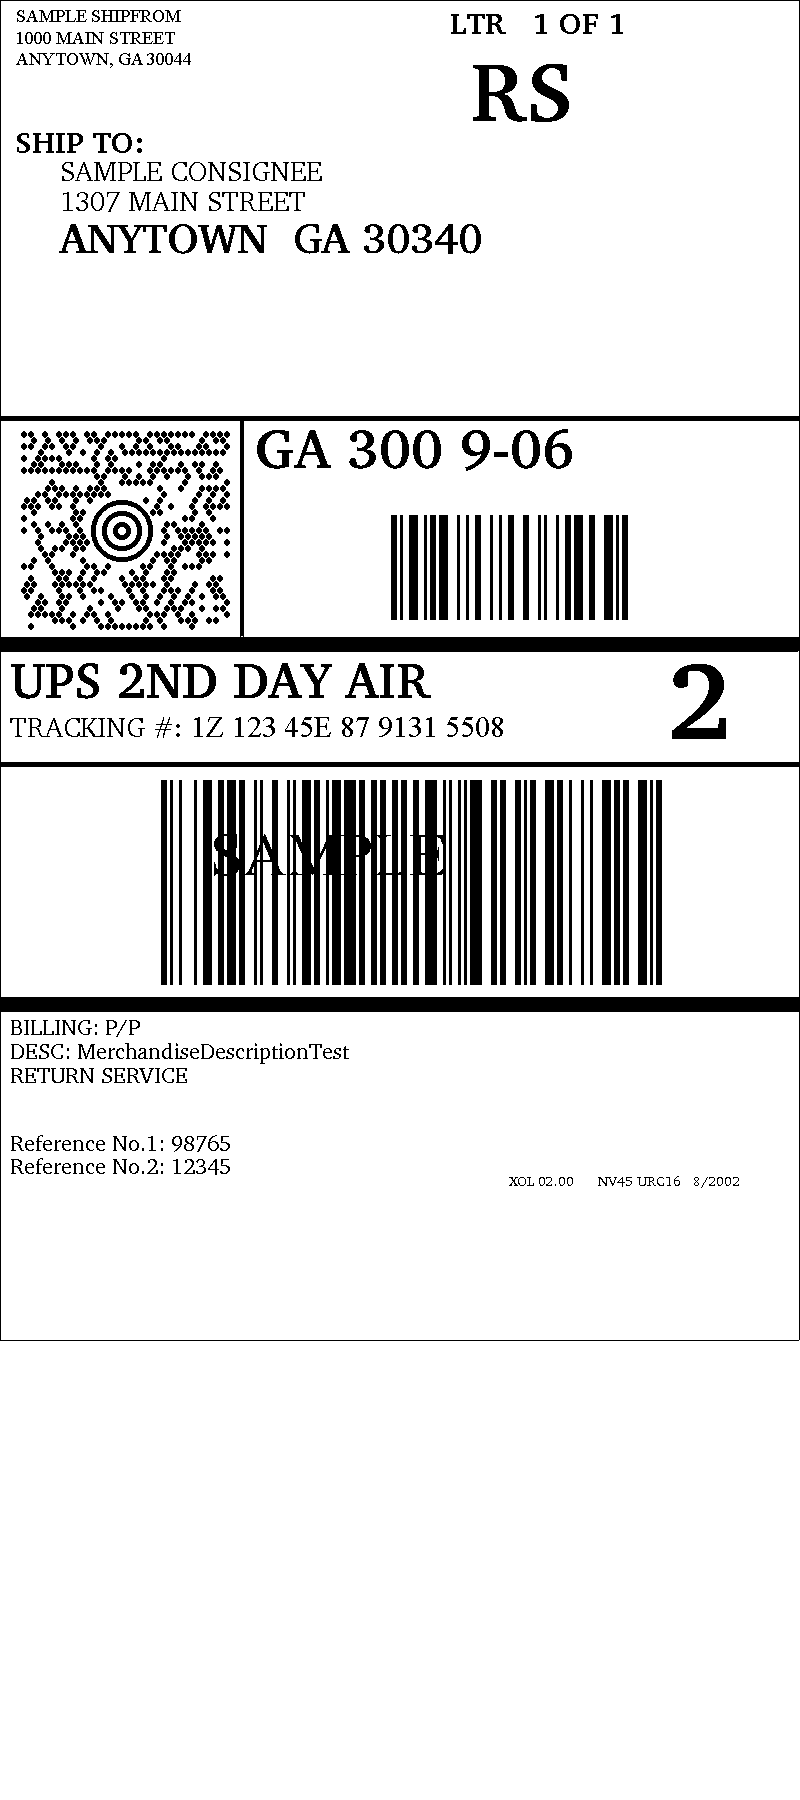 SAMPLE SHIPFROM
1000 MAIN STREET
ANYTOWN, GA 30044
LTR 1 OF 1
RS
SHIP TO:
SAMPLE CONSIGNEE
1307 MAIN STREET
ANYTOWN GA 30340
GA 300 9-06
UPS 2ND DAY AIR
TRACKING #: 1Z 123 45E 87 9131 5508
2
SAMPLE
BILLING: P/P
DESC: MerchandiseDescriptionTest
RETURN SERVICE
Reference No.1: 98765
Reference No.2: 12345
XOL 02.00 NV45 URC16 8/2002